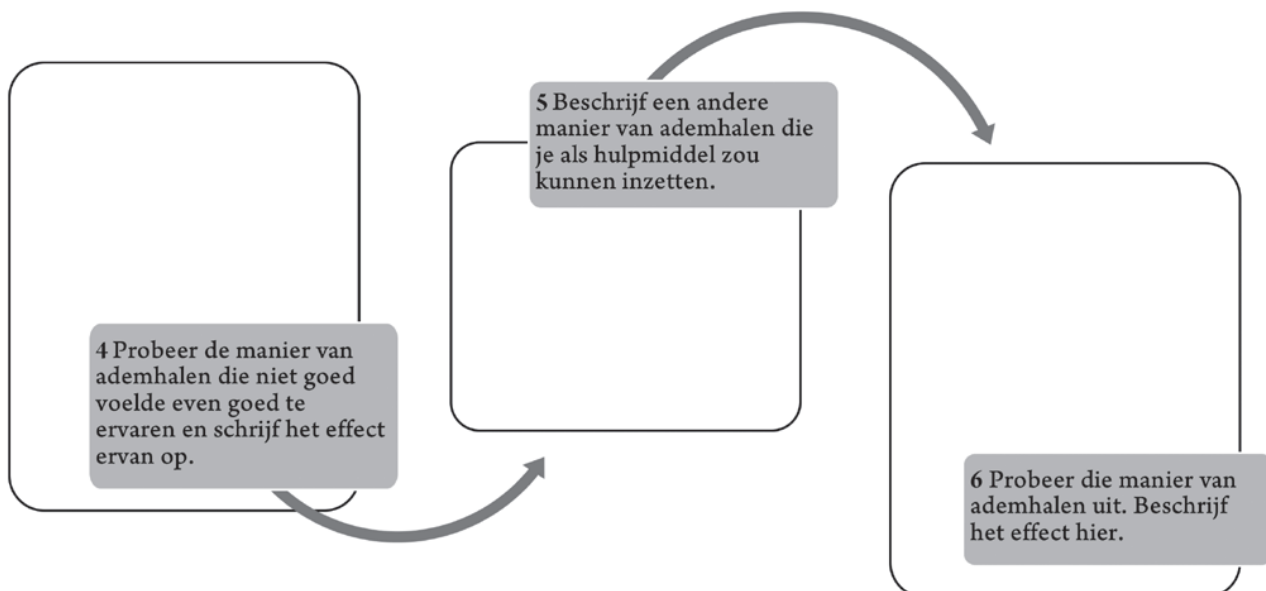 4 Probeer de manier van
ademhalen die niet goed
voelde even goed te
ervaren en schrijf het effect
ervan op.
5 Beschrijf een andere
manier van ademhalen die
je als hulpmiddel zou
kunnen inzetten.
6 Probeer die manier van
ademhalen uit. Beschrijf
het effect hier.